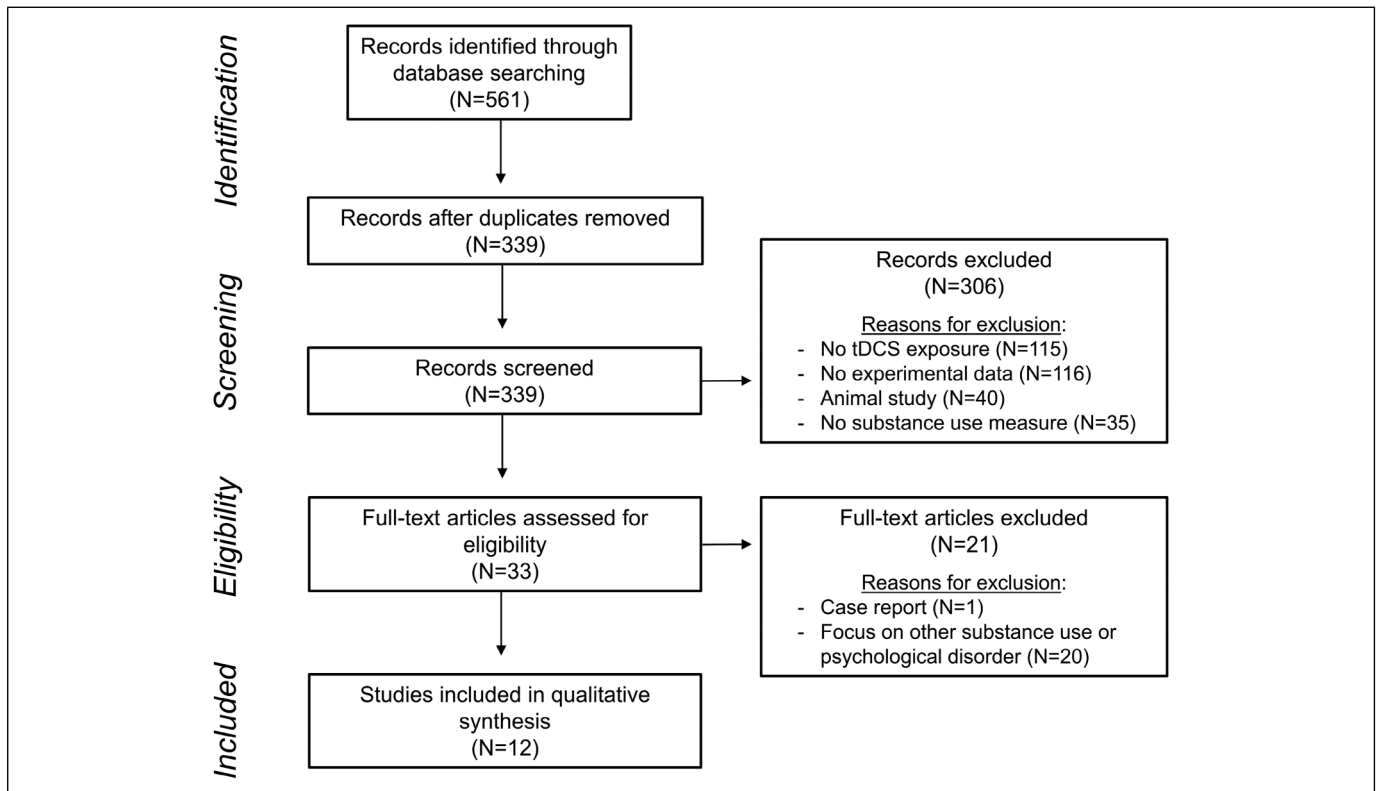 Identification
Records identified through
database searching
(N=561)
Records after duplicates removed
(N=339)
Screening
Records screened
(N=339)
Records excluded
(N=306)
Reasons for exclusion:
- No tDCS exposure (N=115)
- No experimental data (N=116)
- Animal study (N=40)
- No substance use measure (N=35)
Eligibility
Full-text articles assessed for
eligibility
(N=33)
Full-text articles excluded
(N=21)
Reasons for exclusion:
- Case report (N=1)
- Focus on other substance use or
psychological disorder (N=20)
Included
Studies included in qualitative
synthesis
(N=12)